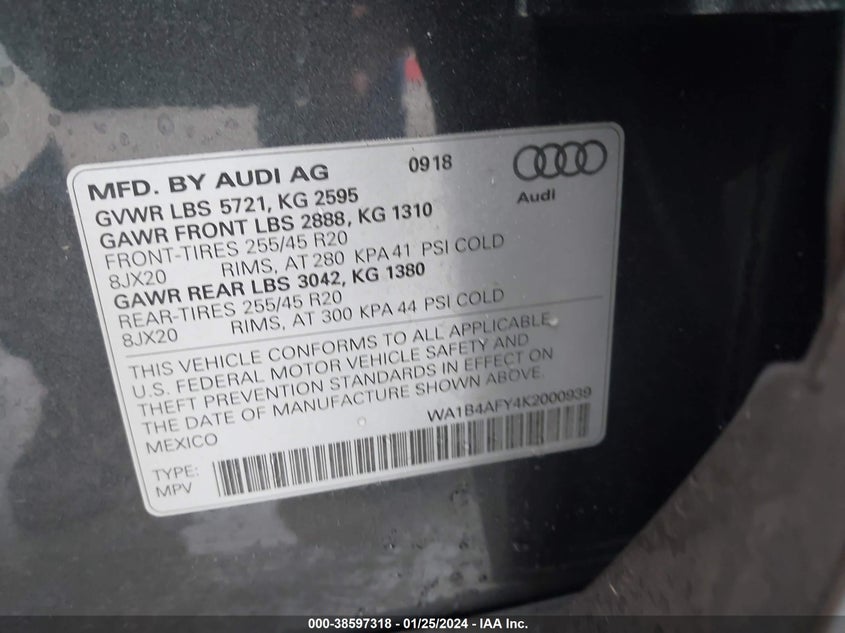 MFD. BY AUDI AG 0918
Audi
GVWR LBS 5721, KG 2595
GAWR FRONT LBS 2888, KG 1310
FRONT-TIRES 255/45 R20
8JX20 RIMS, AT 280 KPA 41 PSI COLD
GAWR REAR LBS 3042, KG 1380
REAR-TIRES 255/45 R20
8JX20 RIMS, AT 300 KPA 44 PSI COLD
THIS VEHICLE CONFORMS TO ALL APPLICABLE
U.S. FEDERAL MOTOR VEHICLE SAFETY AND
THEFT PREVENTION STANDARDS IN EFFECT ON
THE DATE OF MANUFACTURE SHOWN ABOVE.
MEXICO WA1B4AFY4K2000939
TYPE:
MPV
000-38597318 - 01/25/2024 - IAA Inc.